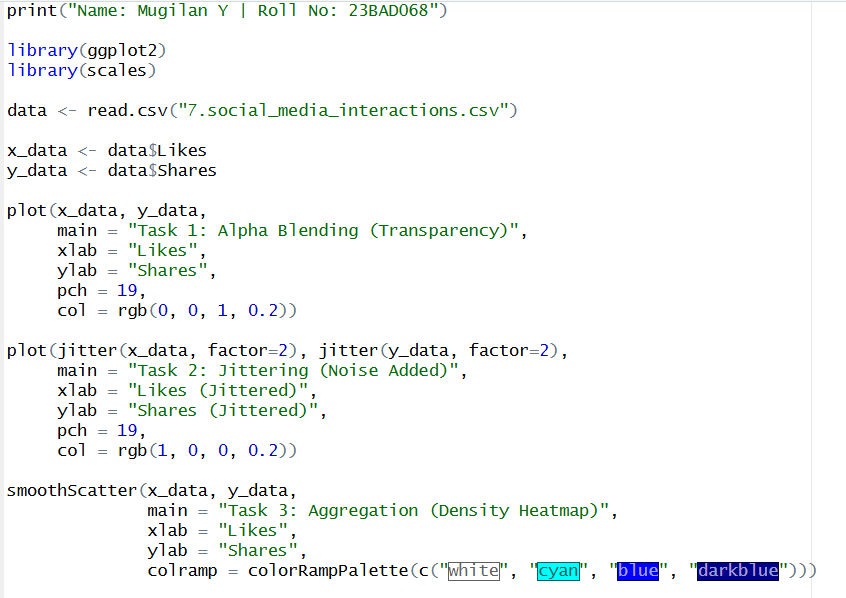 print("Name: Mugilan Y | Roll No: 23BAD068")
library(ggplot2)
library(scales)
data <- read.csv("7.social_media_interactions.csv")
x_data <- data$Likes
y_data <- data$Shares
plot(x_data, y_data,
     main = "Task 1: Alpha Blending (Transparency)",
     xlab = "Likes",
     ylab = "Shares",
     pch = 19,
     col = rgb(0, 0, 1, 0.2))
plot(jitter(x_data, factor=2), jitter(y_data, factor=2),
     main = "Task 2: Jittering (Noise Added)",
     xlab = "Likes (Jittered)",
     ylab = "Shares (Jittered)",
     pch = 19,
     col = rgb(1, 0, 0, 0.2))
smoothScatter(x_data, y_data,
              main = "Task 3: Aggregation (Density Heatmap)",
              xlab = "Likes",
              ylab = "Shares",
              colramp = colorRampPalette(c("white", "cyan", "blue", "darkblue")))